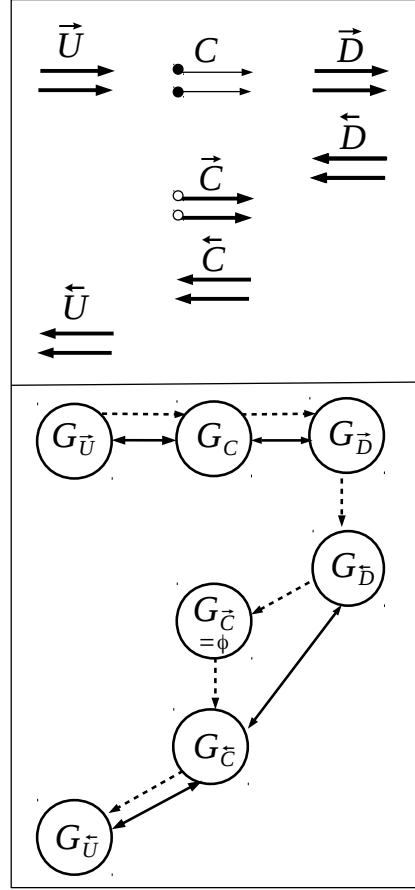 U⃗ C D⃗
D⃖
C⃗
C⃖
U⃖
G_U⃗ G_C G_D⃗
G_D⃖
G_C⃗
=ϕ
G_C⃖
G_U⃖